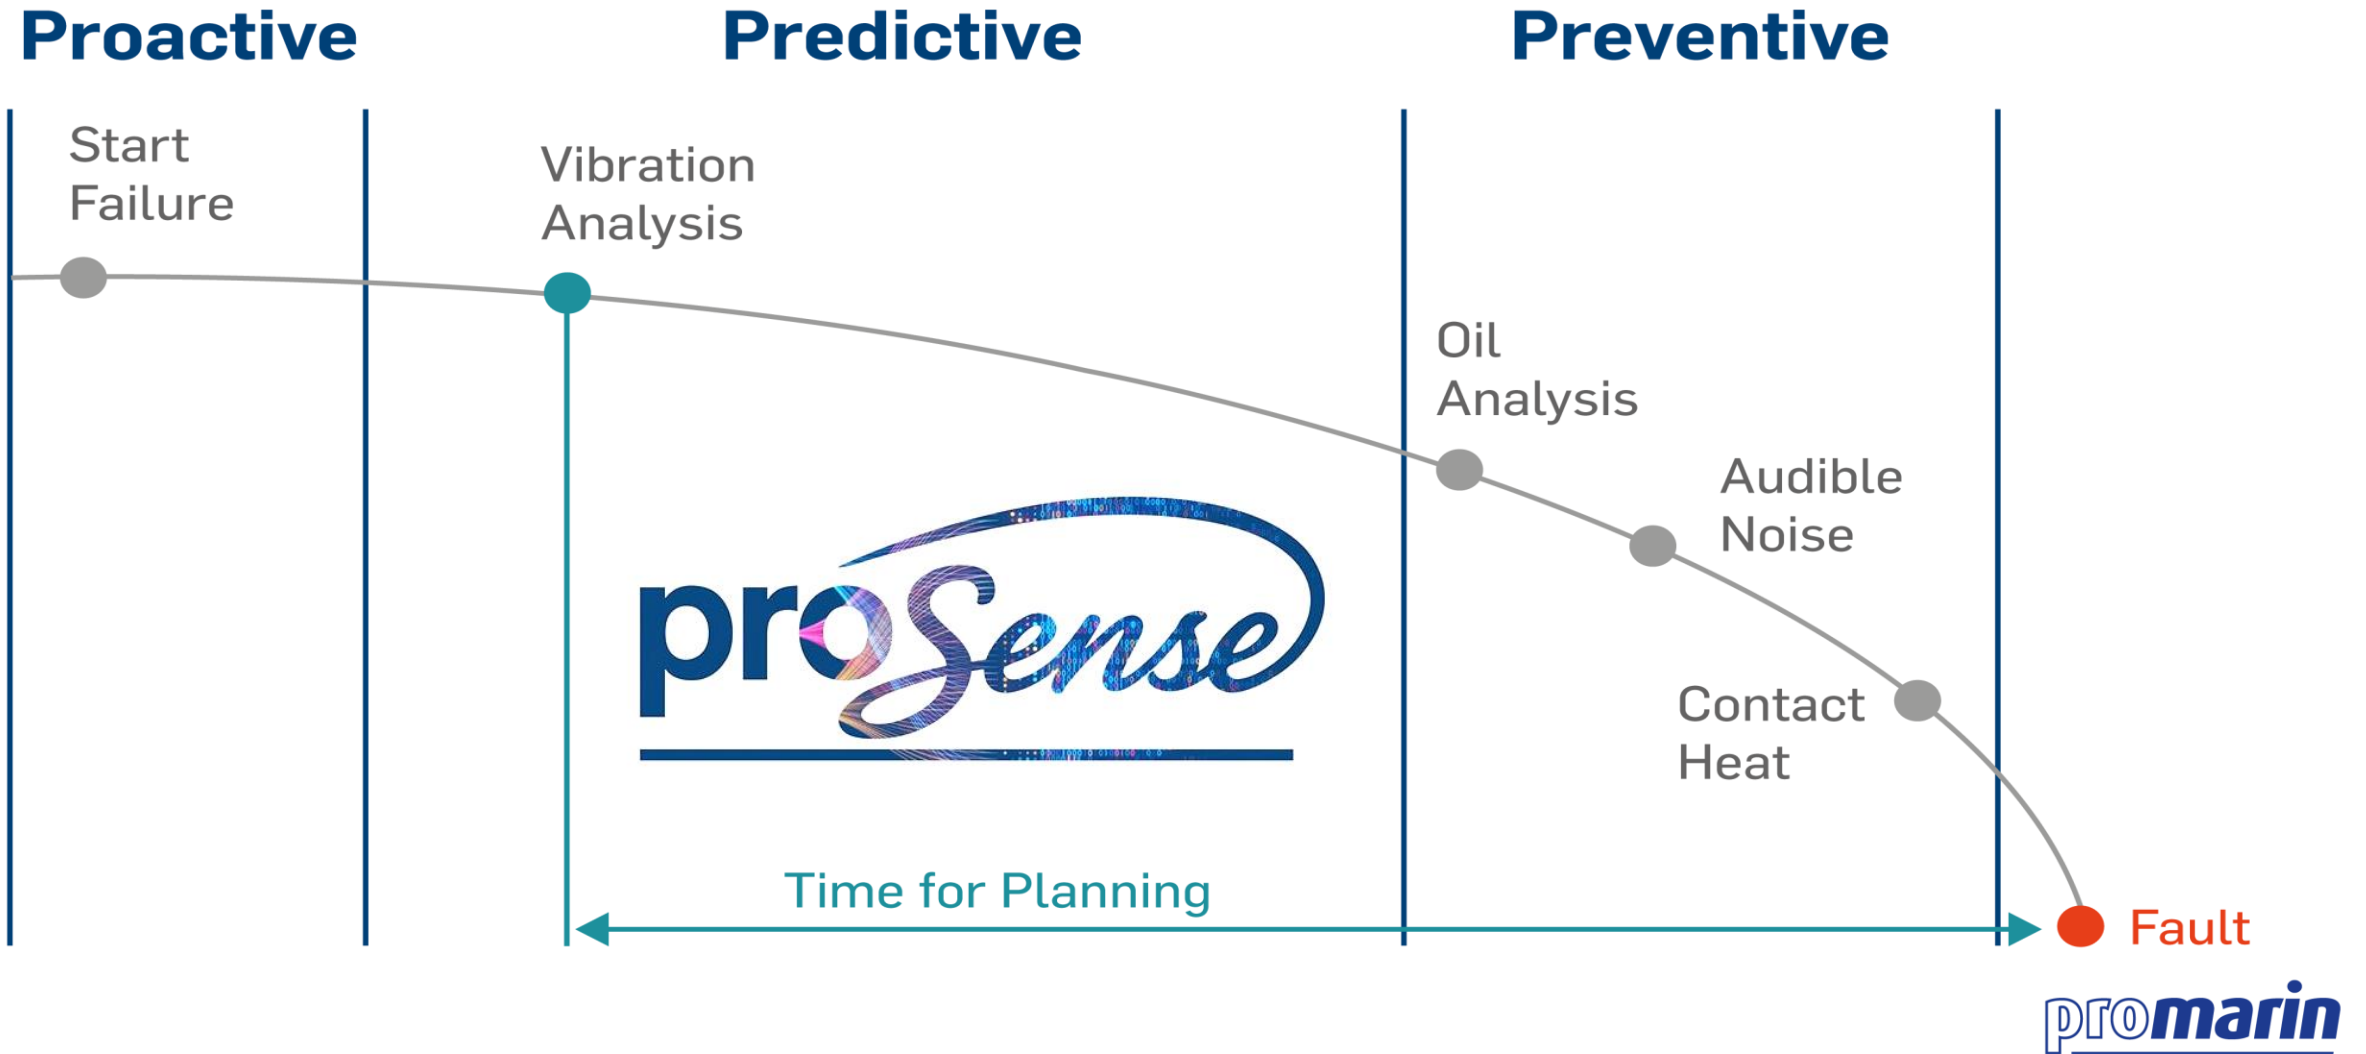 Proactive
Predictive
Preventive
Start
Failure
Vibration
Analysis
Oil
Analysis
Audible
Noise
proSense
Contact
Heat
Time for Planning
Fault
promarin